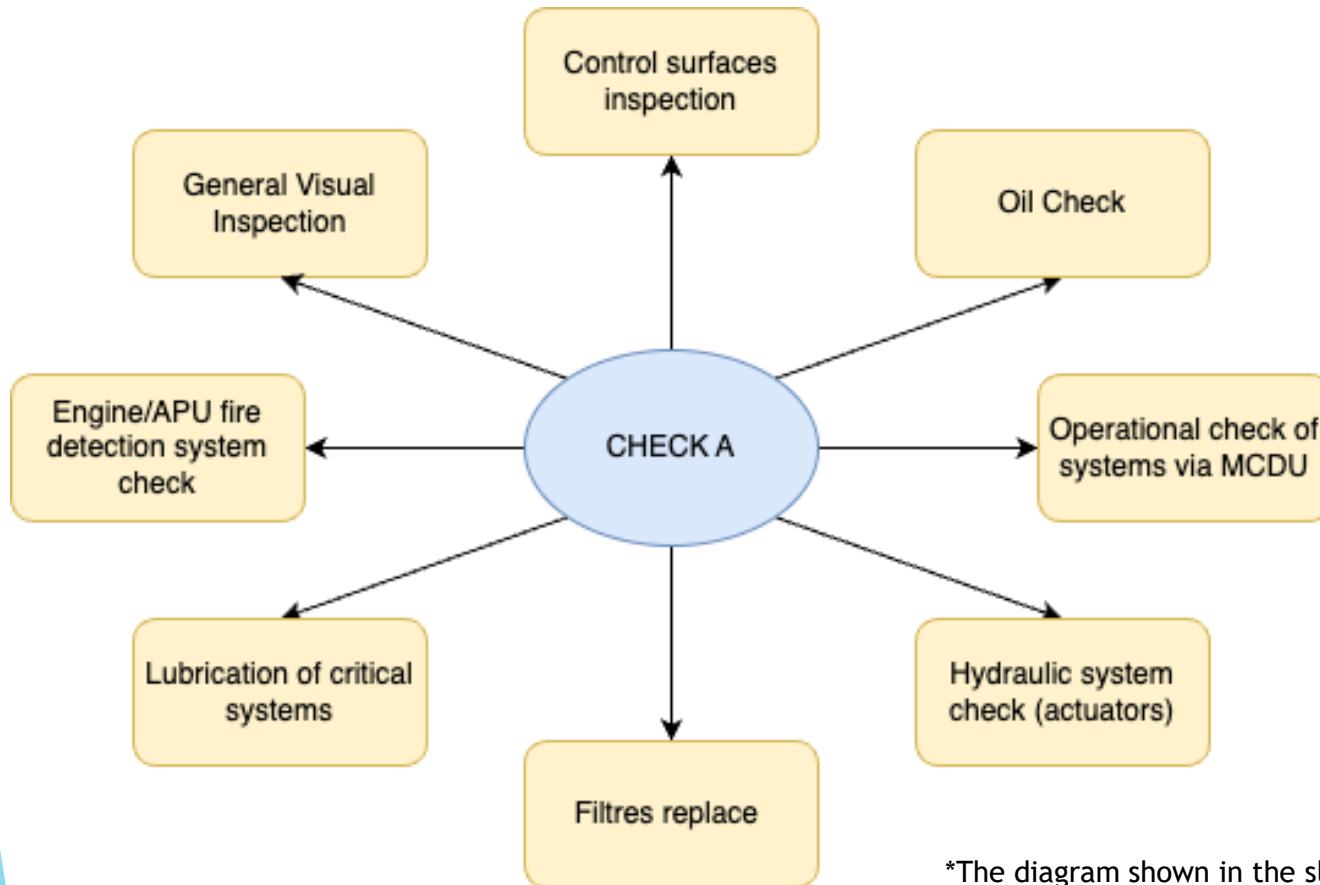 Control surfaces
inspection
General Visual
Inspection
Oil Check
Engine/APU fire
detection system
check
CHECK A
Operational check of
systems via MCDU
Lubrication of critical
systems
Hydraulic system
check (actuators)
Filtres replace
*The diagram shown in the